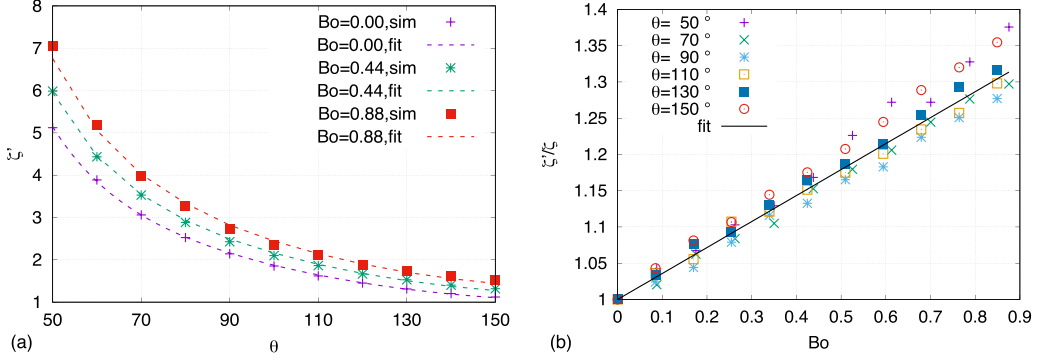 8
7
6
5
4
3
2
1
ζ'
50
70
90
110
130
150
θ
Bo=0.00,sim
Bo=0.00,fit
Bo=0.44,sim
Bo=0.44,fit
Bo=0.88,sim
Bo=0.88,fit
(a)
1.4
1.35
1.3
1.25
1.2
1.15
1.1
1.05
1
ζ'/ζ
0
0.1
0.2
0.3
0.4
0.5
0.6
0.7
0.8
0.9
Bo
θ= 50 °
θ= 70 °
θ= 90 °
θ=110 °
θ=130 °
θ=150 °
fit
(b)